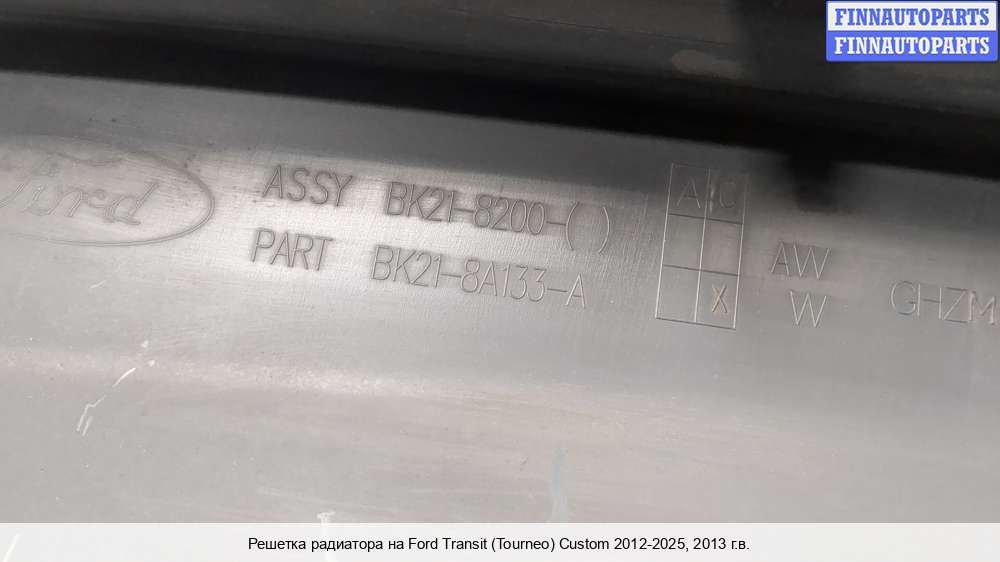 FINNAUTOPARTS
FINNAUTOPARTS
Ford
ASSY BK21-8200-( )
PART BK21-8A133-A
A C
X
AW
W
GHZM
Решетка радиатора на Ford Transit (Tourneo) Custom 2012-2025, 2013 г.в.